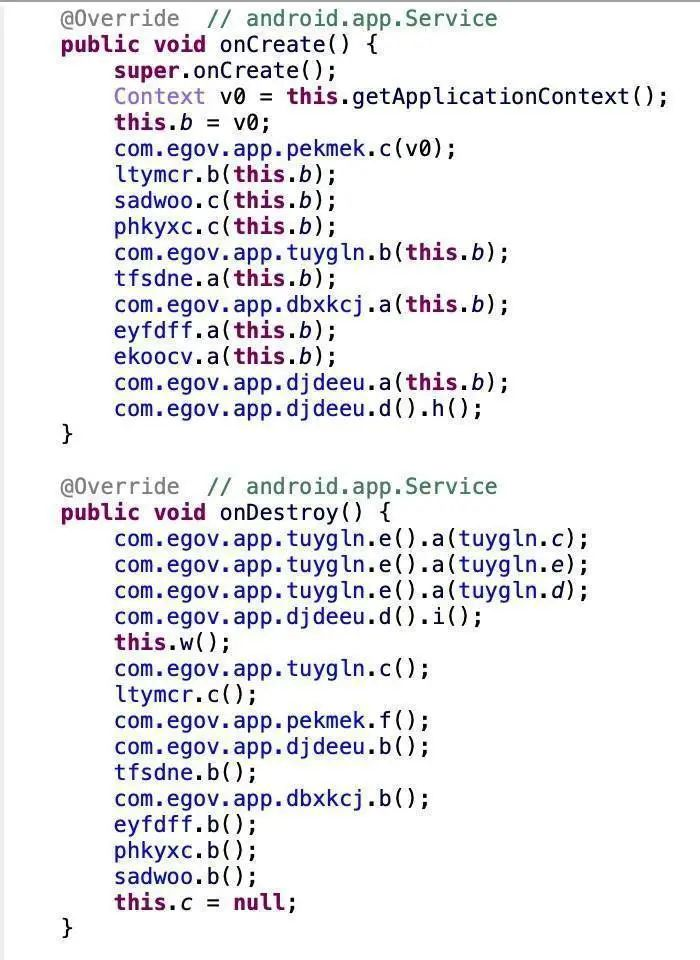 @Override  // android.app.Service
public void onCreate() {
super.onCreate();
Context v0 = this.getApplicationContext();
this.b = v0;
com.egov.app.pekmek.c(v0);
ltymcr.b(this.b);
sadwoo.c(this.b);
phkyxc.c(this.b);
com.egov.app.tuygln.b(this.b);
tfsdne.a(this.b);
com.egov.app.dbxkcj.a(this.b);
eyfdff.a(this.b);
ekoocv.a(this.b);
com.egov.app.djdeeu.a(this.b);
com.egov.app.djdeeu.d().h();
}
@Override  // android.app.Service
public void onDestroy() {
com.egov.app.tuygln.e().a(tuygln.c);
com.egov.app.tuygln.e().a(tuygln.e);
com.egov.app.tuygln.e().a(tuygln.d);
com.egov.app.djdeeu.d().i();
this.w();
com.egov.app.tuygln.c();
ltymcr.c();
com.egov.app.pekmek.f();
com.egov.app.djdeeu.b();
tfsdne.b();
com.egov.app.dbxkcj.b();
eyfdff.b();
phkyxc.b();
sadwoo.b();
this.c = null;
}